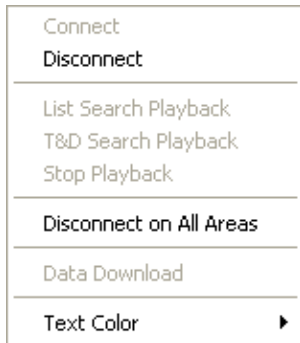 Connect
Disconnect
List Search Playback
T&D Search Playback
Stop Playback
Disconnect on All Areas
Data Download
Text Color